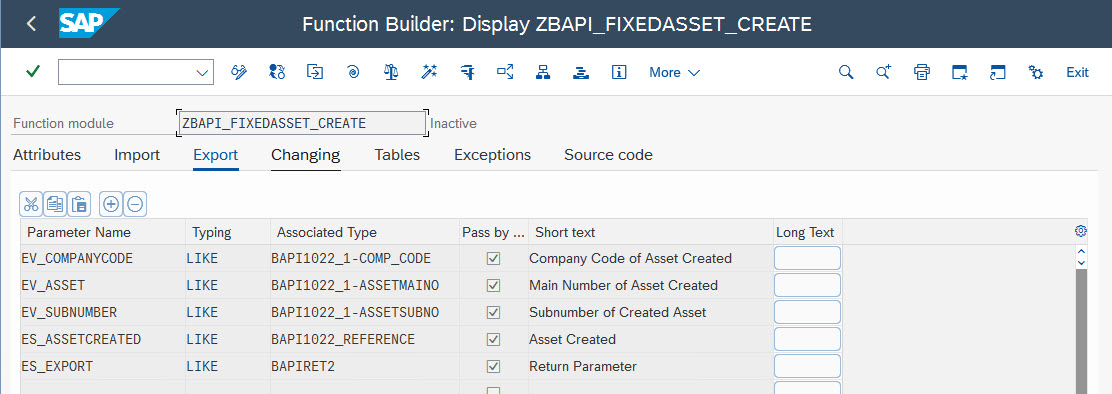 SAP Function Builder: Display ZBAPI_FIXEDASSET_CREATE
More Exit
Function module ZBAPI_FIXEDASSET_CREATE Inactive
Attributes Import Export Changing Tables Exceptions Source code
Parameter Name Typing Associated Type Pass by ... Short text Long Text
EV_COMPANYCODE LIKE BAPI1022_1-COMP_CODE Company Code of Asset Created
EV_ASSET LIKE BAPI1022_1-ASSETMAINO Main Number of Asset Created
EV_SUBNUMBER LIKE BAPI1022_1-ASSETSUBNO Subnumber of Created Asset
ES_ASSETCREATED LIKE BAPI1022_REFERENCE Asset Created
ES_EXPORT LIKE BAPIRET2 Return Parameter